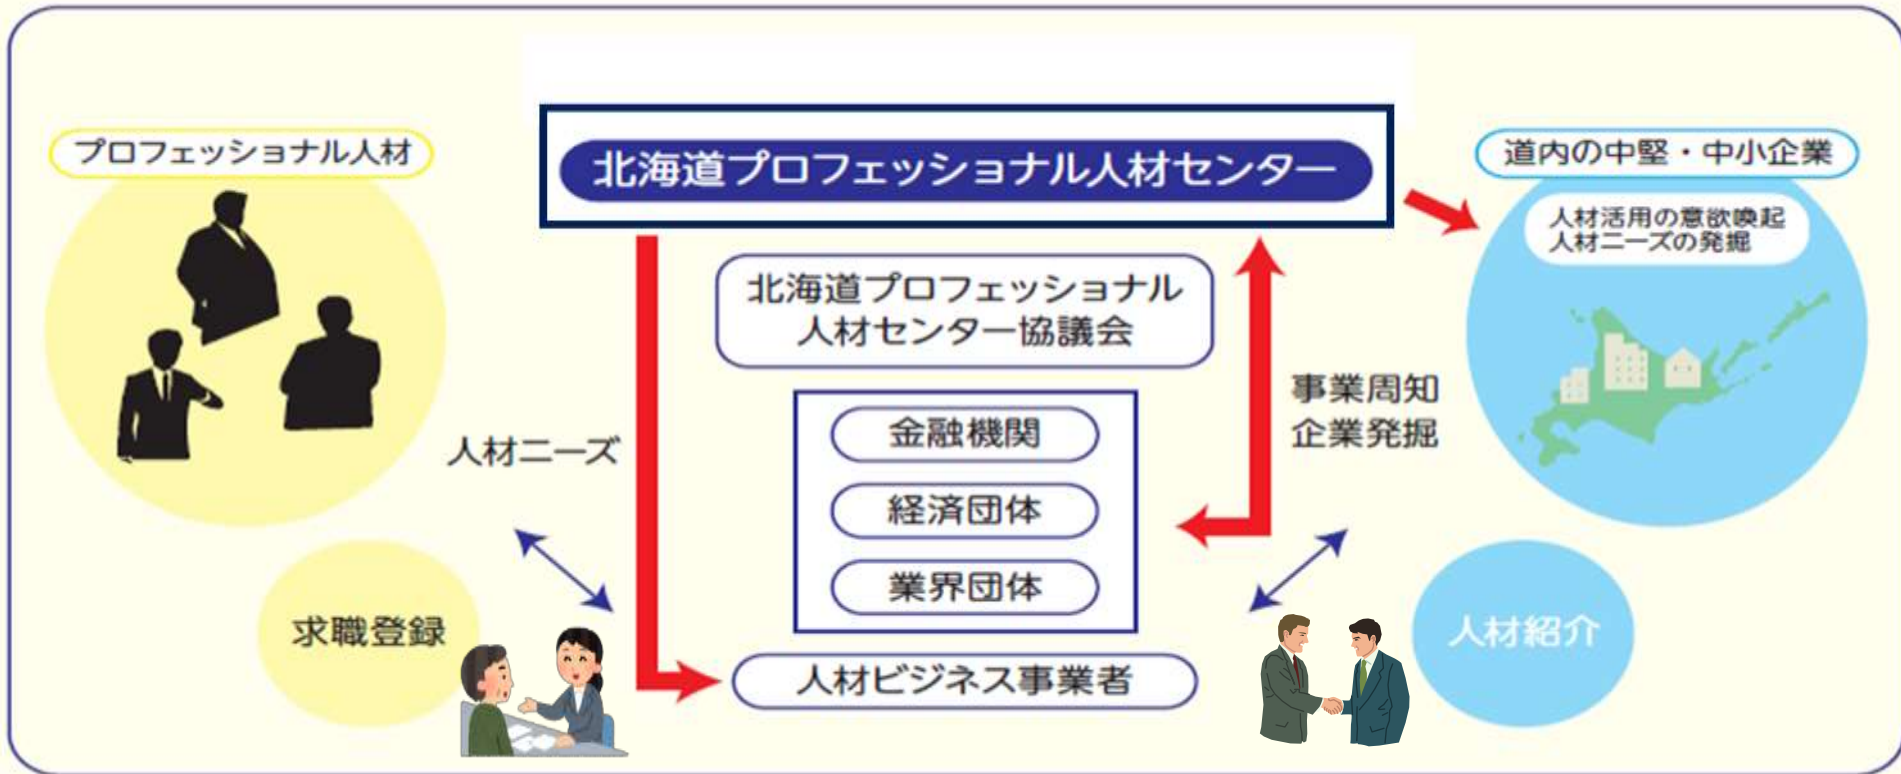 北海道プロフェッショナル人材センター
プロフェッショナル人材
道内の中堅・中小企業
人材活用の意欲喚起
人材ニーズの発掘
北海道プロフェッショナル
人材センター協議会
事業周知
企業発掘
人材ニーズ
金融機関
経済団体
業界団体
求職登録
人材紹介
人材ビジネス事業者